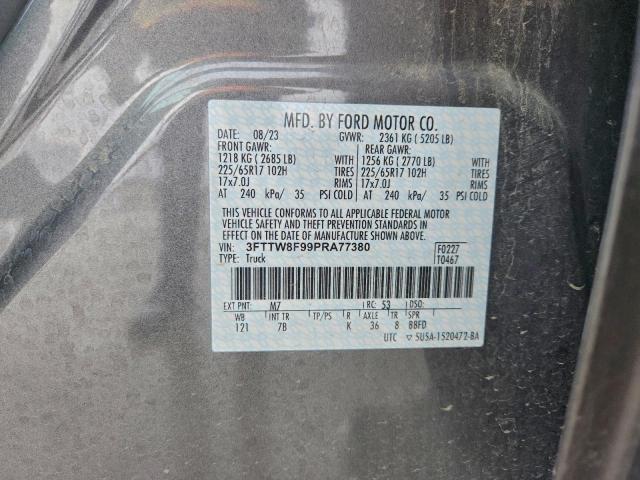 MFD. BY FORD MOTOR CO.
DATE: 08/23 GVWR: 2361 KG ( 5205 LB)
FRONT GAWR: REAR GAWR:
1218 KG ( 2685 LB) WITH 1256 KG ( 2770 LB) WITH
225/65R17 102H TIRES 225/65R17 102H TIRES
17x7.0J RIMS 17x7.0J RIMS
AT 240 kPa/ 35 PSI COLD AT 240 kPa/ 35 PSI COLD
THIS VEHICLE CONFORMS TO ALL APPLICABLE FEDERAL MOTOR
VEHICLE SAFETY AND THEFT PREVENTION STANDARDS IN
EFFECT ON THE DATE OF MANUFACTURE SHOWN ABOVE.
VIN: 3FTTW8F99PRA77380 F0227
TYPE: Truck T0467
EXT PNT: M7 RC: 53 DSO:
WB INT TR TP/PS R AXLE TR SPR
121 7B K 36 8 BBFD
UTC ▽ 5U5A-1520472-BA